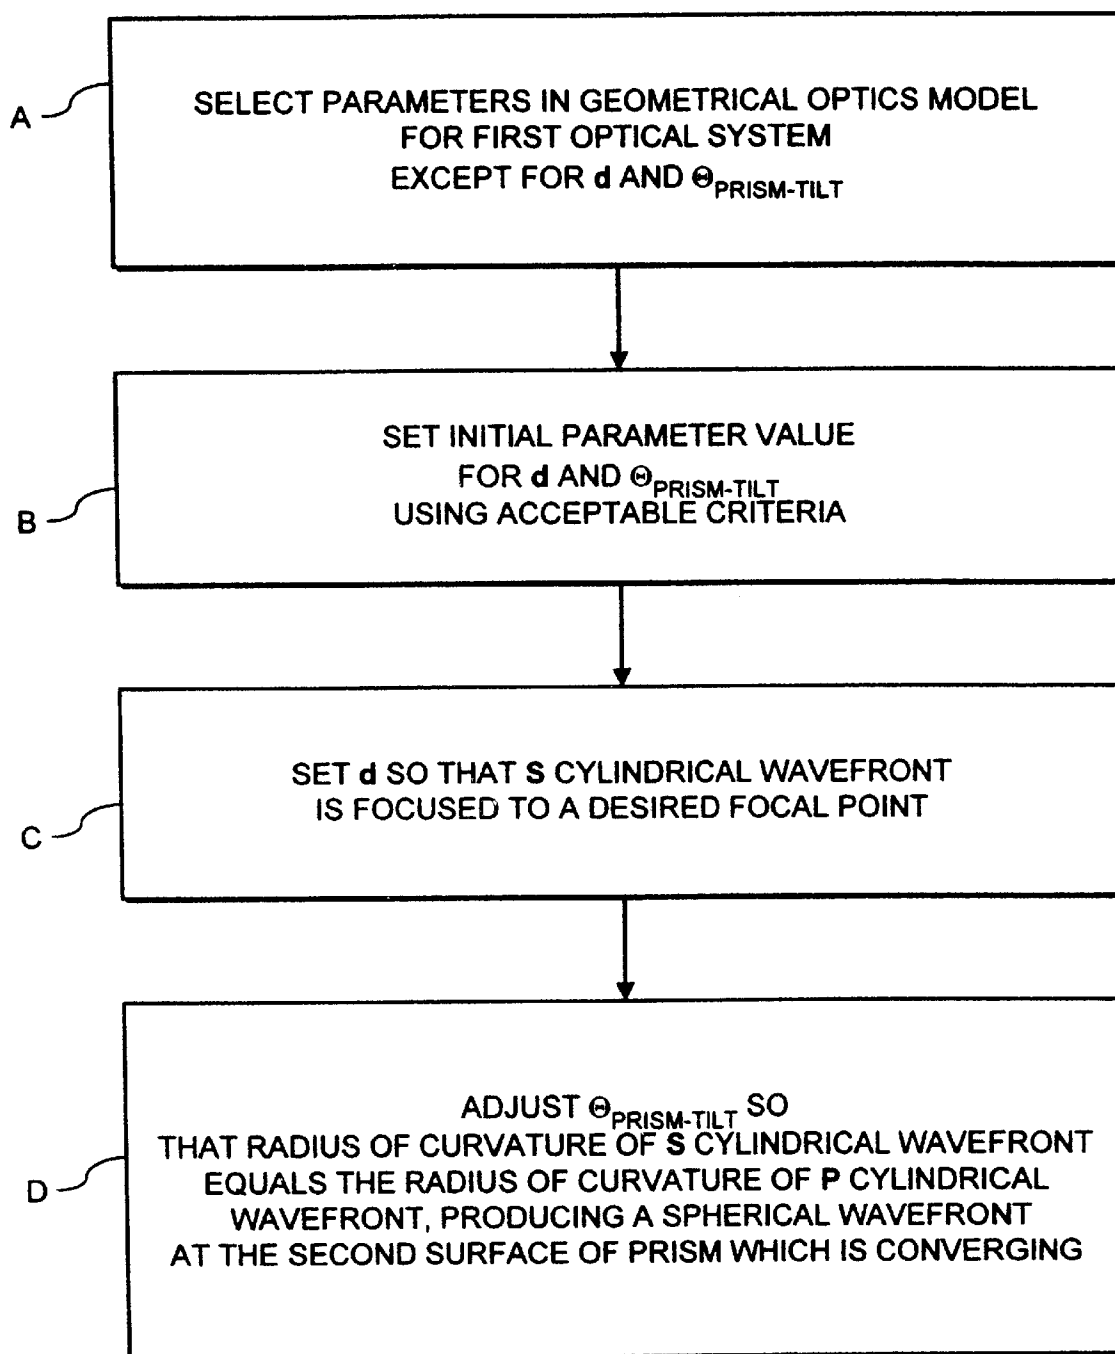 A
SELECT PARAMETERS IN GEOMETRICAL OPTICS MODEL
FOR FIRST OPTICAL SYSTEM
EXCEPT FOR d AND ΘPRISM-TILT
B
SET INITIAL PARAMETER VALUE
FOR d AND ΘPRISM-TILT
USING ACCEPTABLE CRITERIA
C
SET d SO THAT S CYLINDRICAL WAVEFRONT
IS FOCUSED TO A DESIRED FOCAL POINT
D
ADJUST ΘPRISM-TILT SO
THAT RADIUS OF CURVATURE OF S CYLINDRICAL WAVEFRONT
EQUALS THE RADIUS OF CURVATURE OF P CYLINDRICAL
WAVEFRONT, PRODUCING A SPHERICAL WAVEFRONT
AT THE SECOND SURFACE OF PRISM WHICH IS CONVERGING